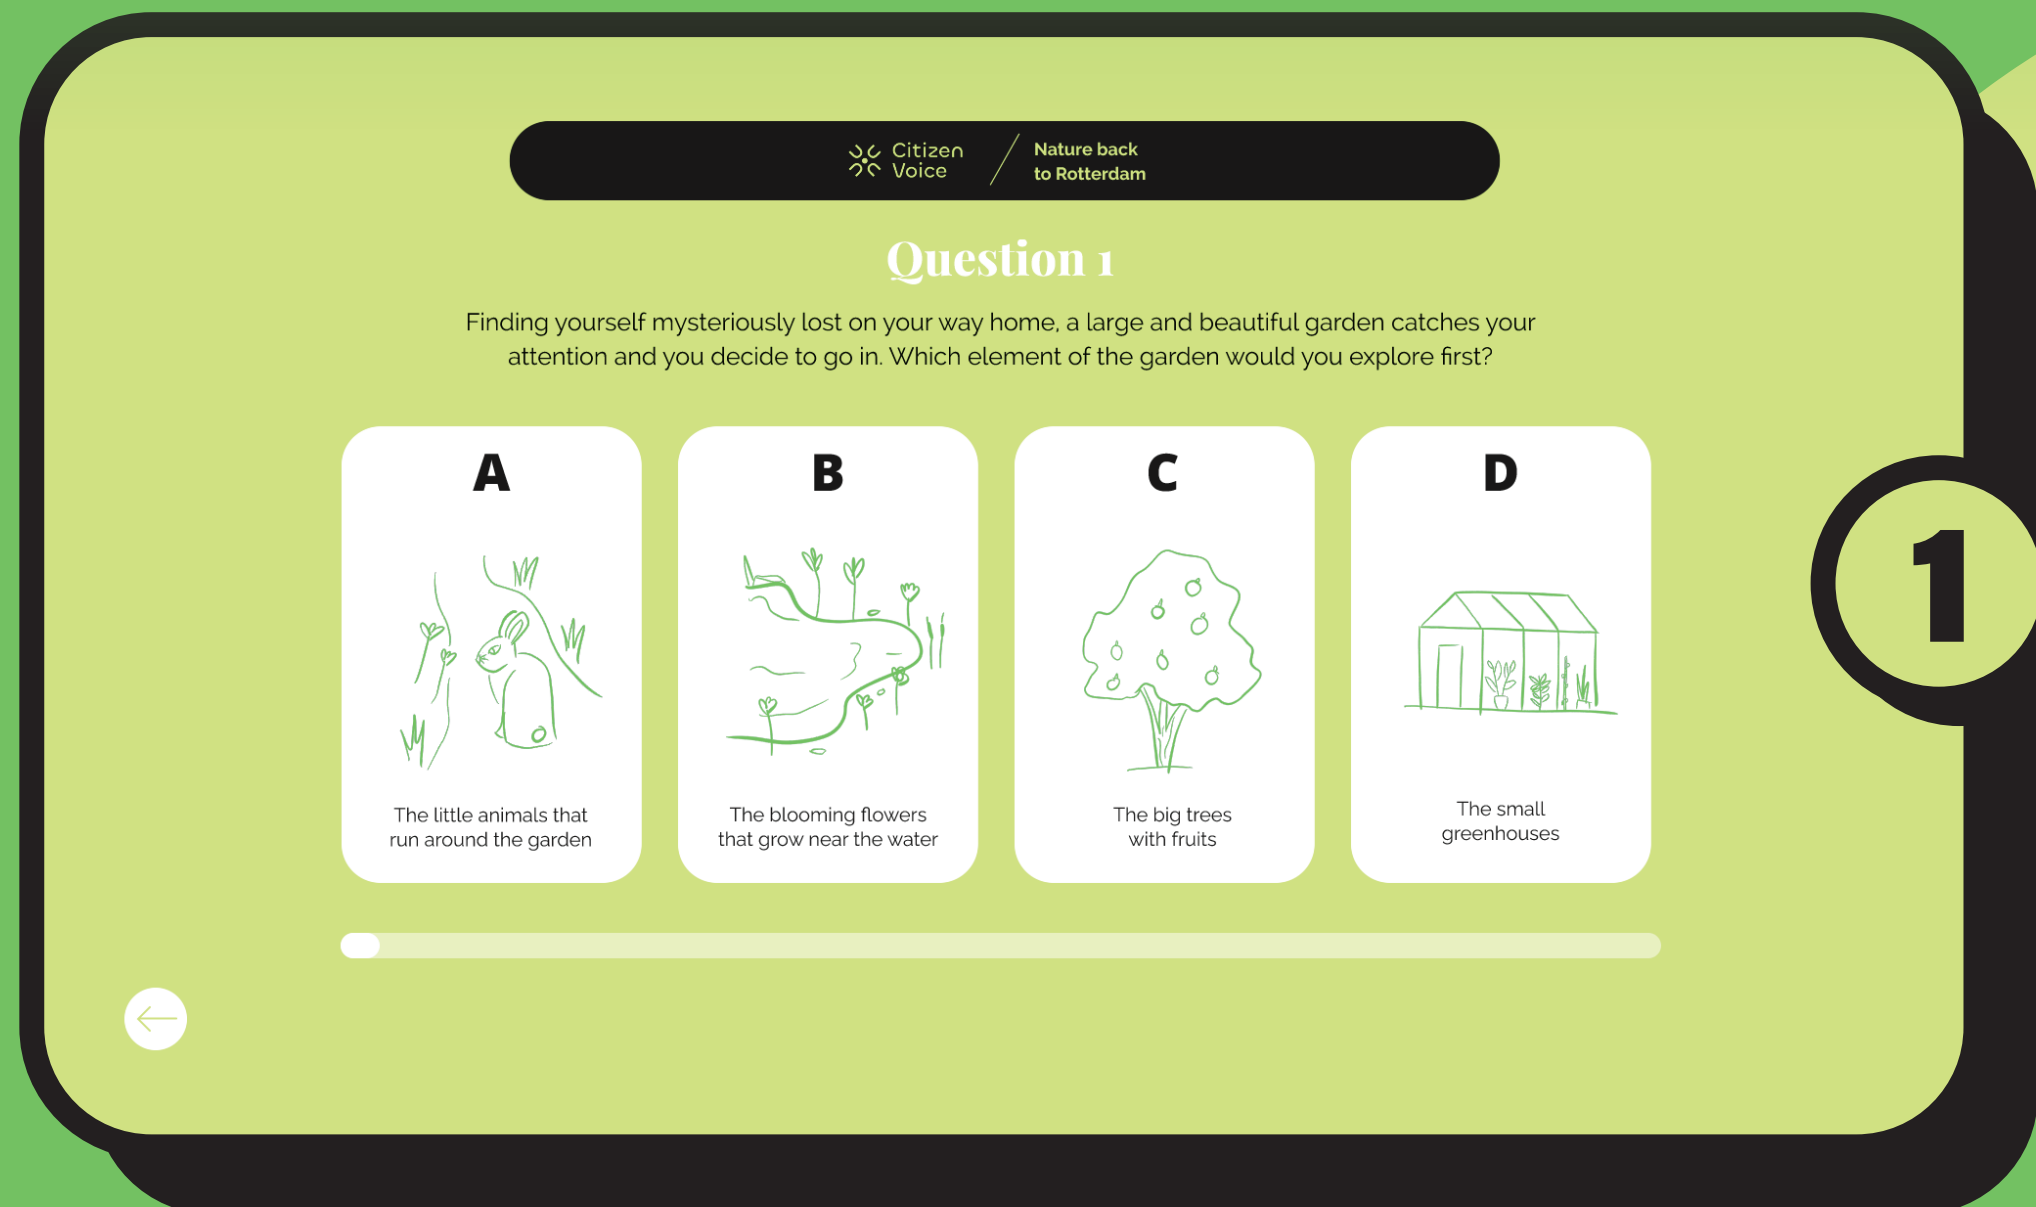 Citizen
Voice
Nature back
to Rotterdam
Question 1
Finding yourself mysteriously lost on your way home, a large and beautiful garden catches your
attention and you decide to go in. Which element of the garden would you explore first?
A
The little animals that
run around the garden
B
The blooming flowers
that grow near the water
C
The big trees
with fruits
D
The small
greenhouses
1